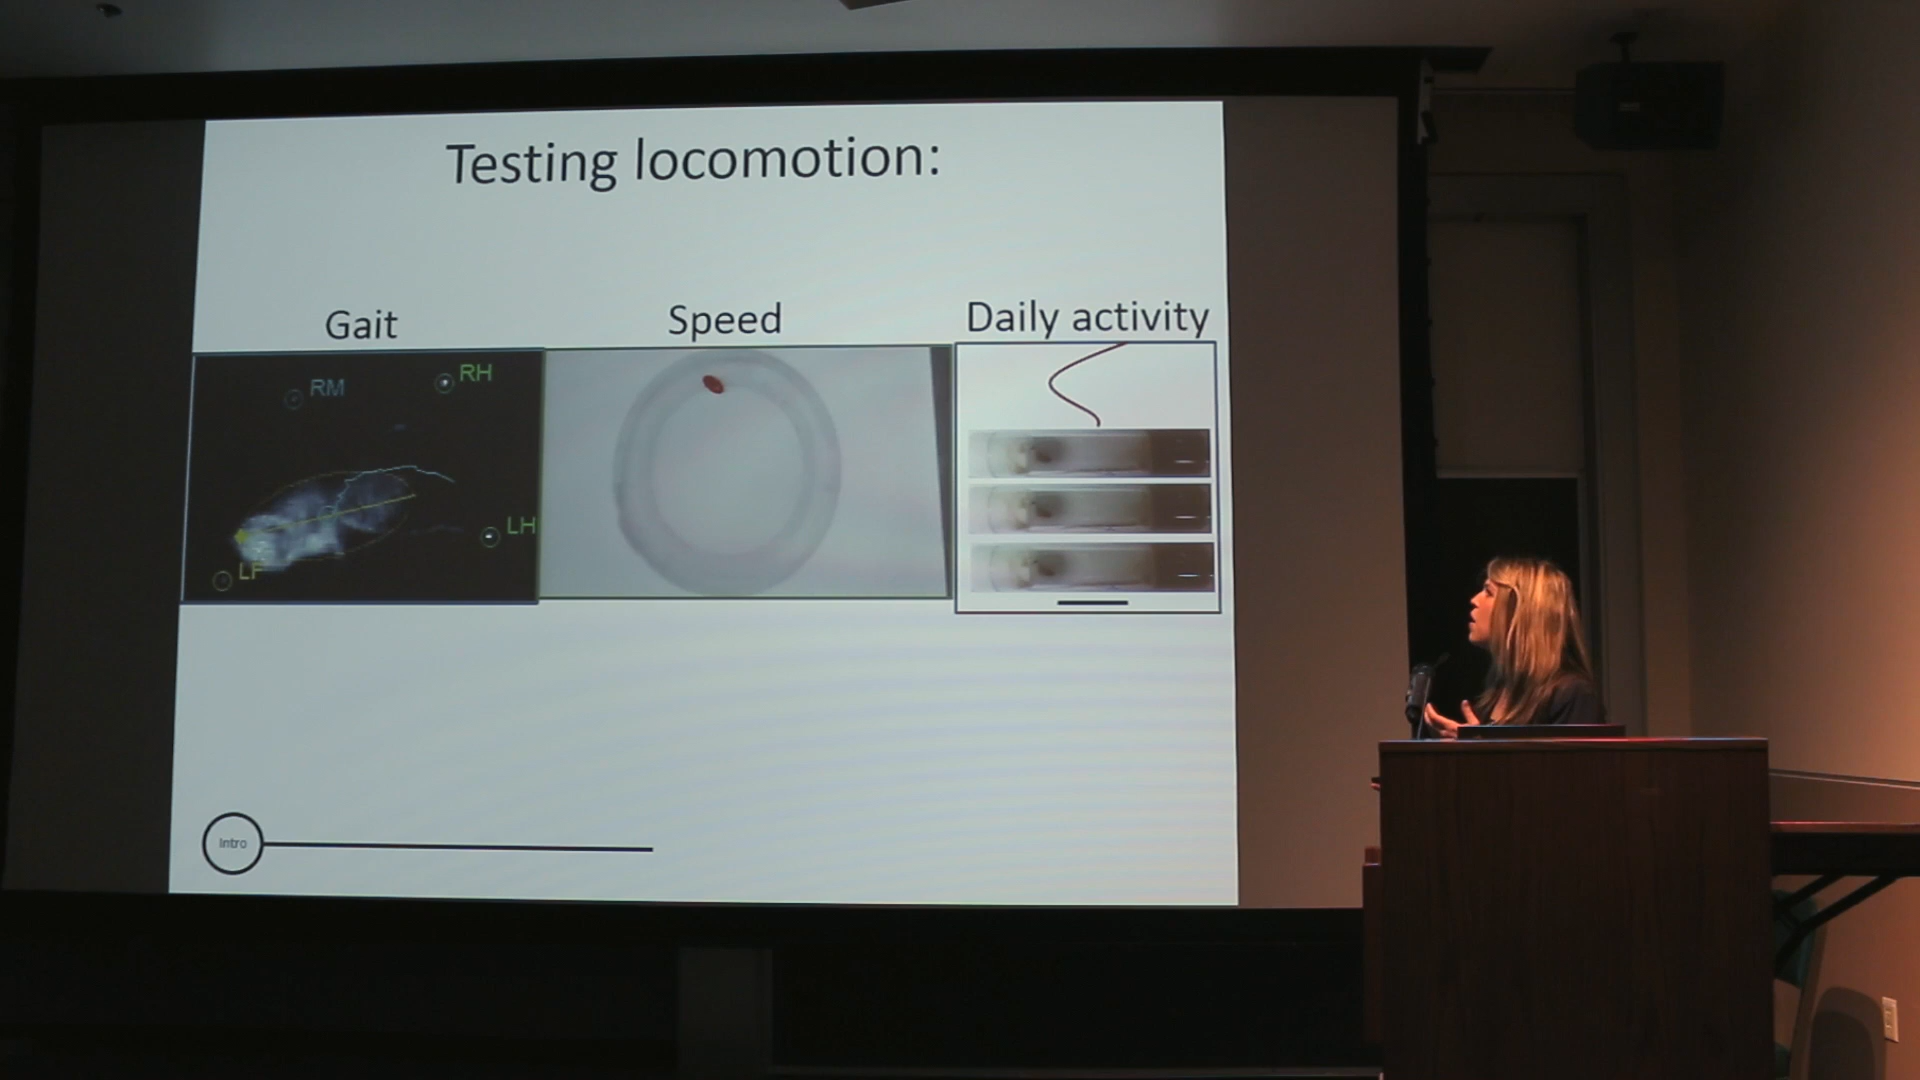 Testing locomotion:
Gait
Speed
Daily activity
RM
RH
LH
LF
Intro